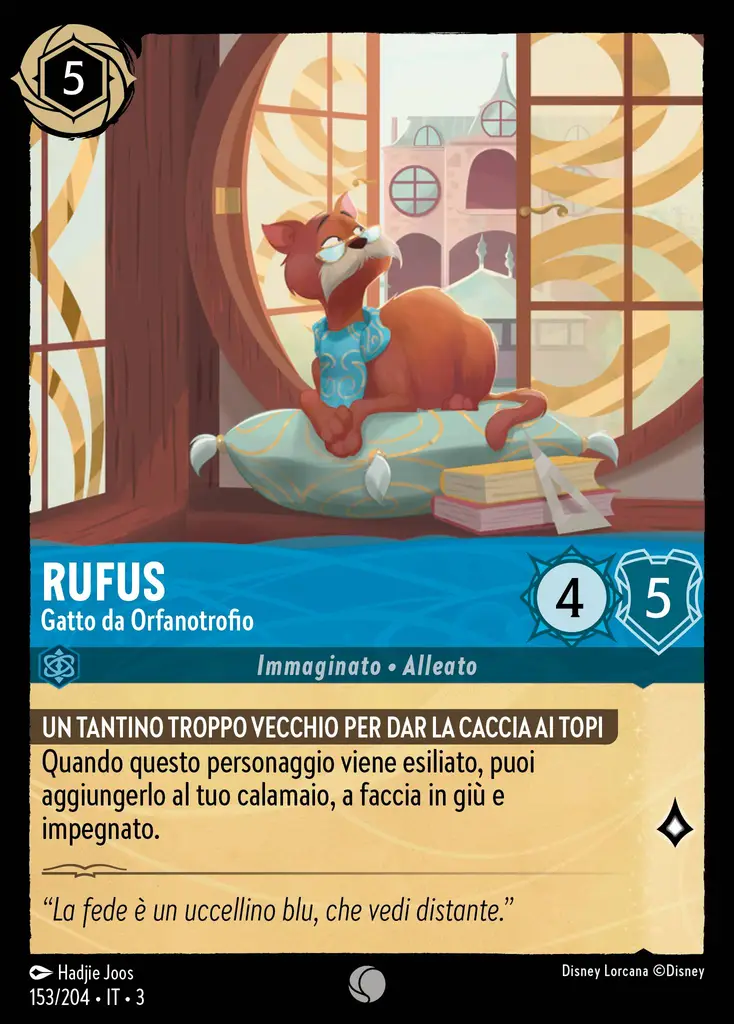 5
RUFUS
Gatto da Orfanotrofio
4
5
Immaginato • Alleato
UN TANTINO TROPPO VECCHIO PER DAR LA CACCIA AI TOPI
Quando questo personaggio viene esiliato, puoi
aggiungerlo al tuo calamaio, a faccia in giù e
impegnato.
“La fede è un uccellino blu, che vedi distante.”
Hadjie Joos
Disney Lorcana ©Disney
153/204 • IT • 3